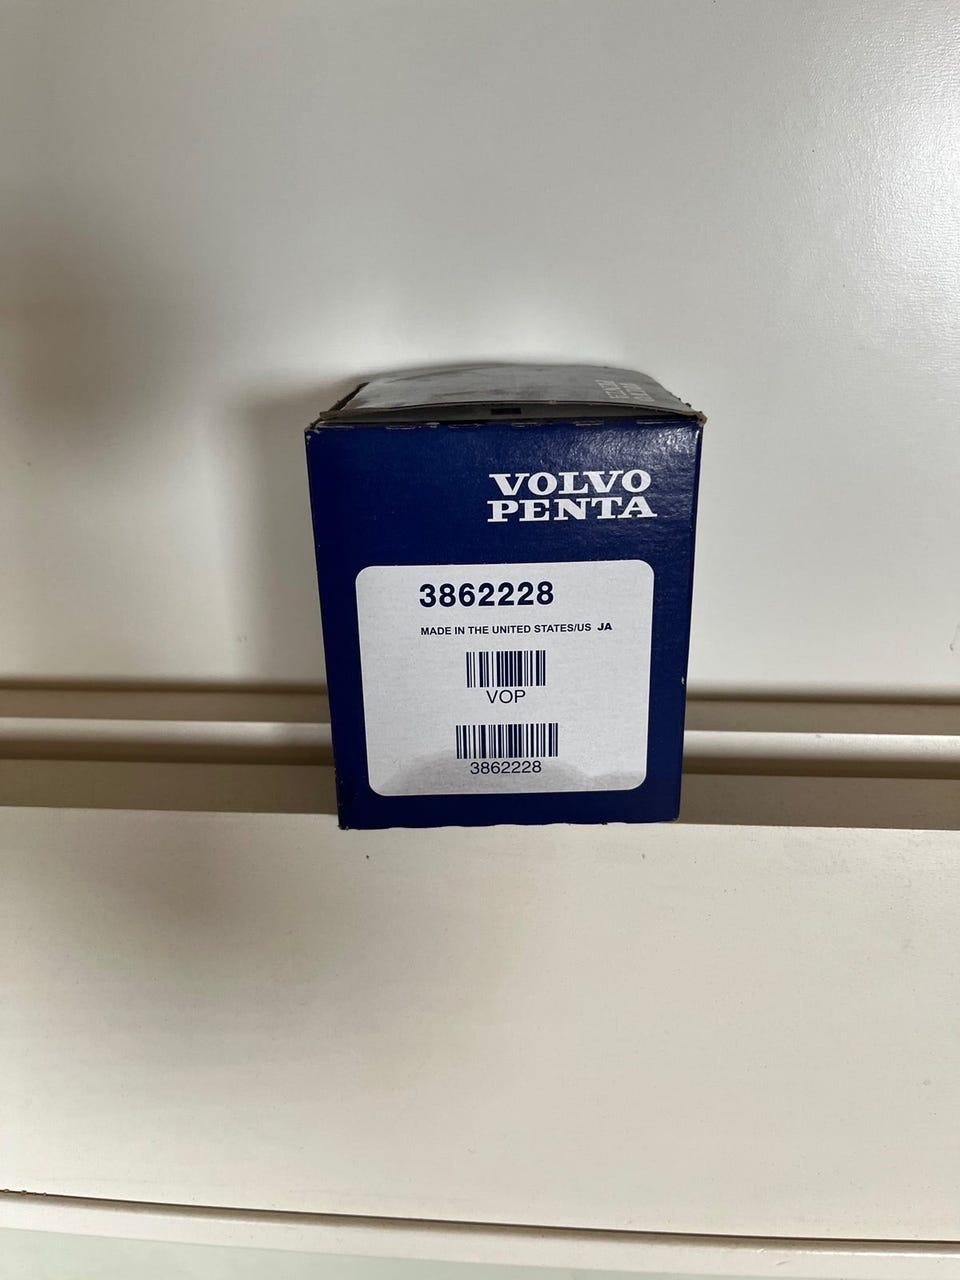 VOLVO
PENTA
3862228
MADE IN THE UNITED STATES/US JA
VOP
3862228